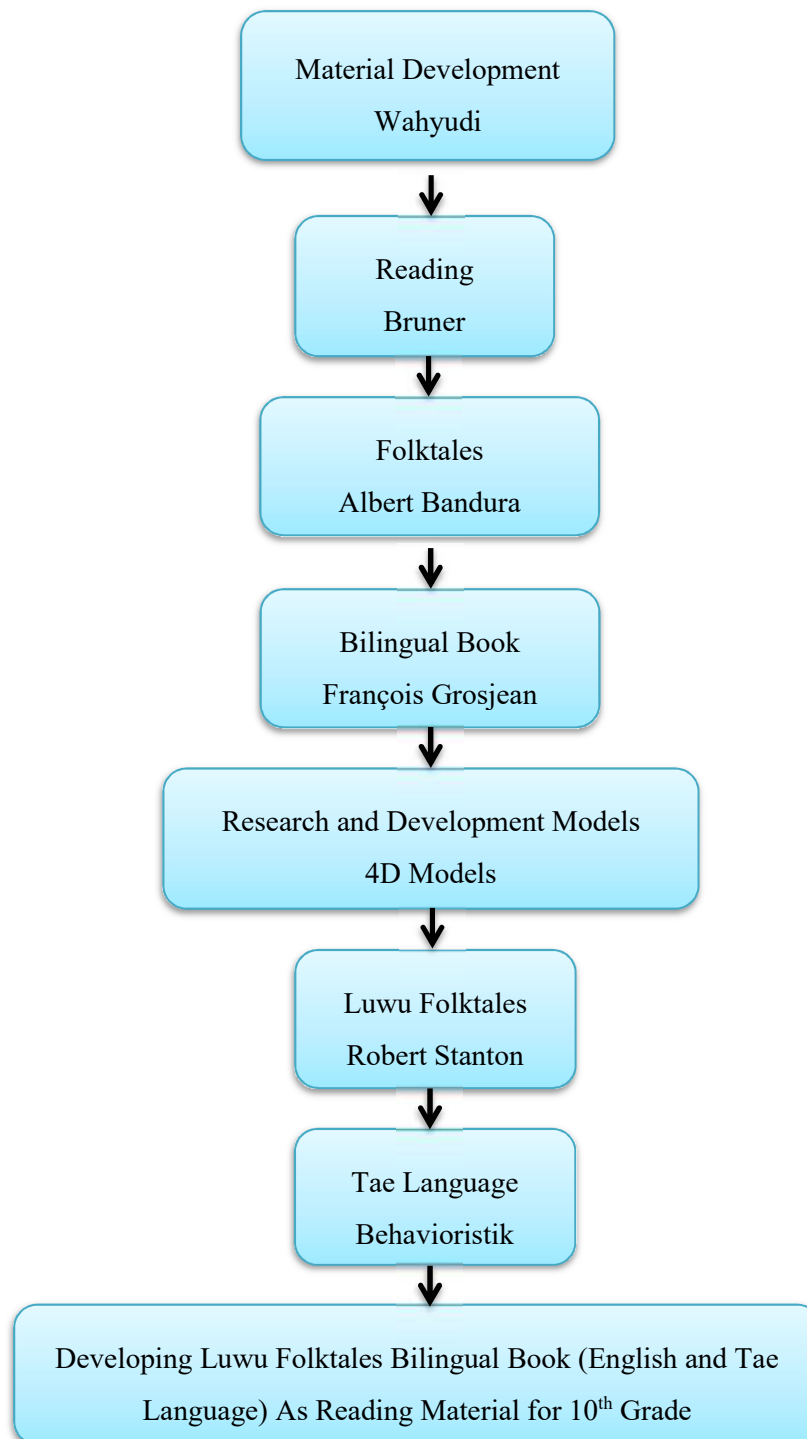 Material Development
Wahyudi
Reading
Bruner
Folktales
Albert Bandura
Bilingual Book
François Grosjean
Research and Development Models
4D Models
Luwu Folktales
Robert Stanton
Tae Language
Behavioristik
Developing Luwu Folktales Bilingual Book (English and Tae
Language) As Reading Material for 10th Grade